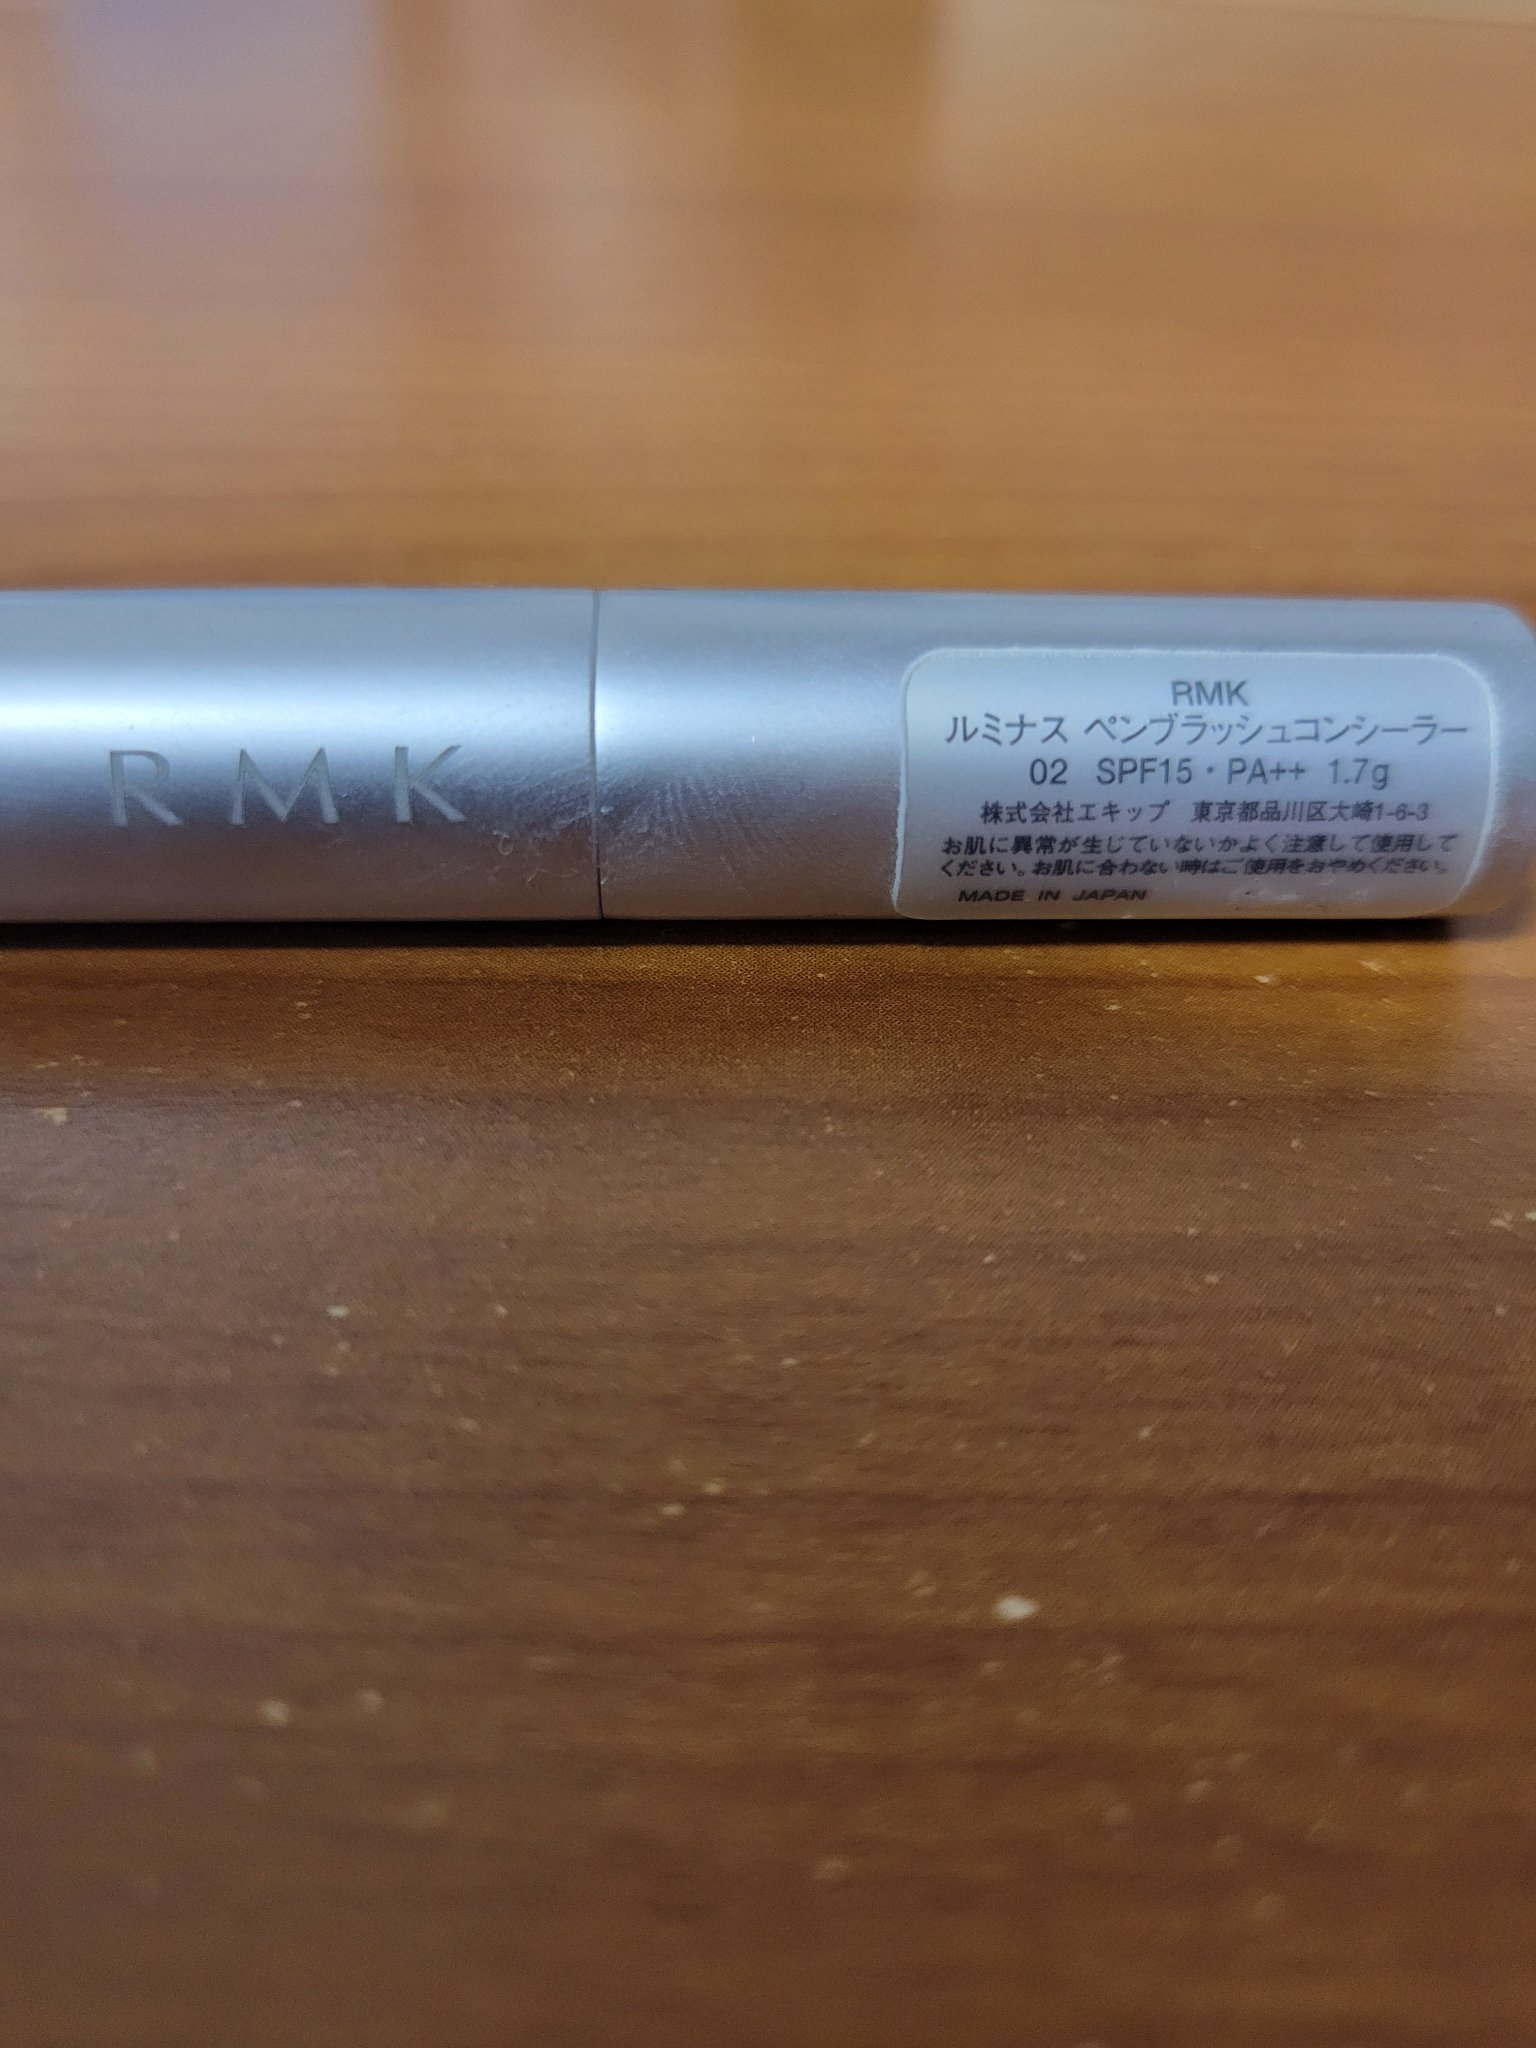 RMK
RMK
ルミナス ペンブラッシュコンシーラー
02 SPF15・PA++ 1.7g
株式会社エキップ 東京都品川区大崎1-6-3
お肌に異常が生じていないかよく注意して使用して
ください。お肌に合わない時はご使用をおやめください。
MADE IN JAPAN